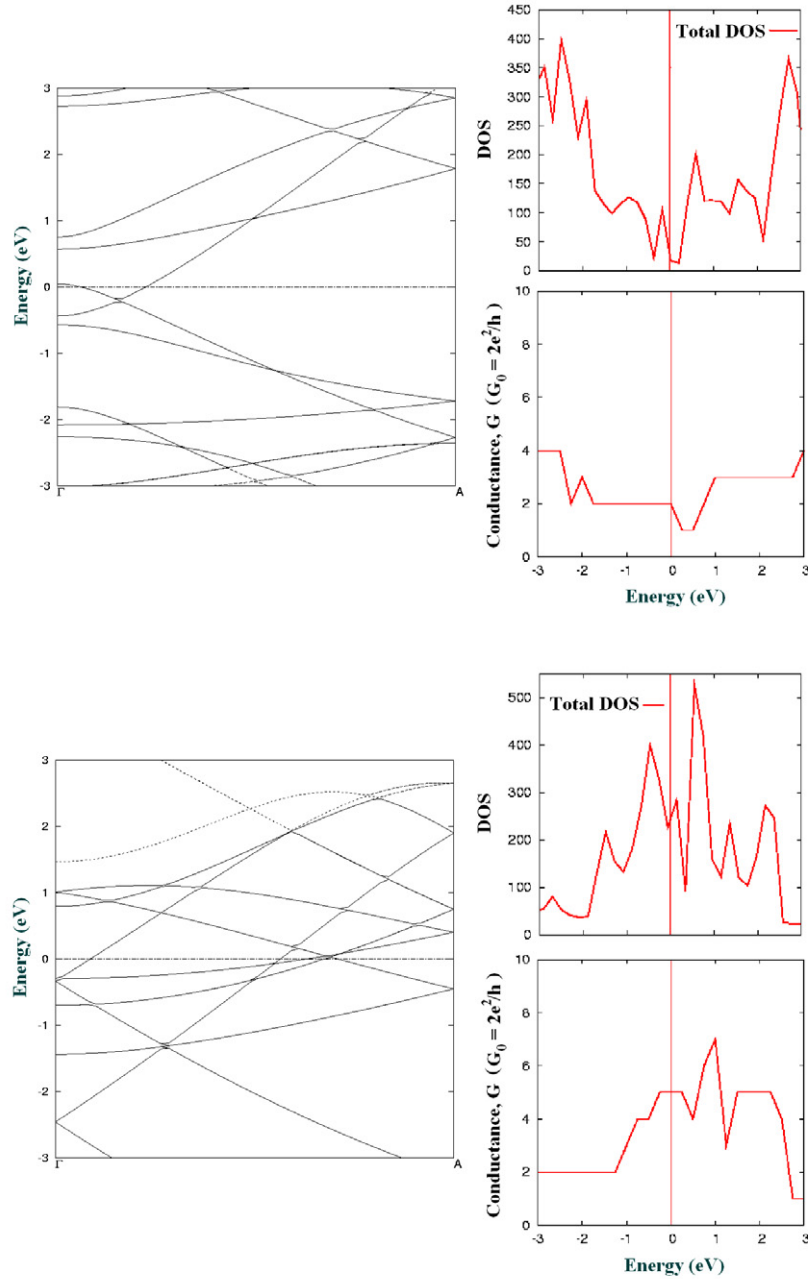 3
2
1
0
-1
-2
-3
Γ
A
Energy (eV)
450
400
350
300
250
200
150
100
50
0
DOS
Total DOS
10
8
6
4
2
0
Conductance, G ( G₀ = 2e²/h )
-3 -2 -1 0 1 2 3
Energy (eV)
3
2
1
0
-1
-2
-3
Γ
A
Energy (eV)
500
400
300
200
100
0
DOS
Total DOS
10
8
6
4
2
0
Conductance, G ( G₀ = 2e²/h )
-3 -2 -1 0 1 2 3
Energy (eV)